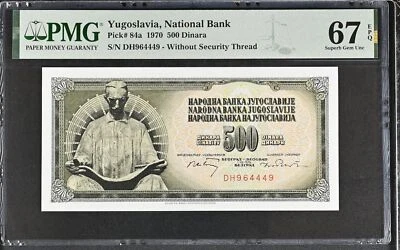 PMG
PAPER MONEY GUARANTY
Yugoslavia, National Bank
Pick# 84a 1970 500 Dinara
S/N DH964449 - Without Security Thread
67 EPQ
Superb Gem Unc
НАРОДНА БАНКА ЈУГОСЛАВИЈЕ
NARODNA BANKA JUGOSLAVIJE
НАРОДНА БАНКА НА ЈУГОСЛАВИЈА
500
DH964449